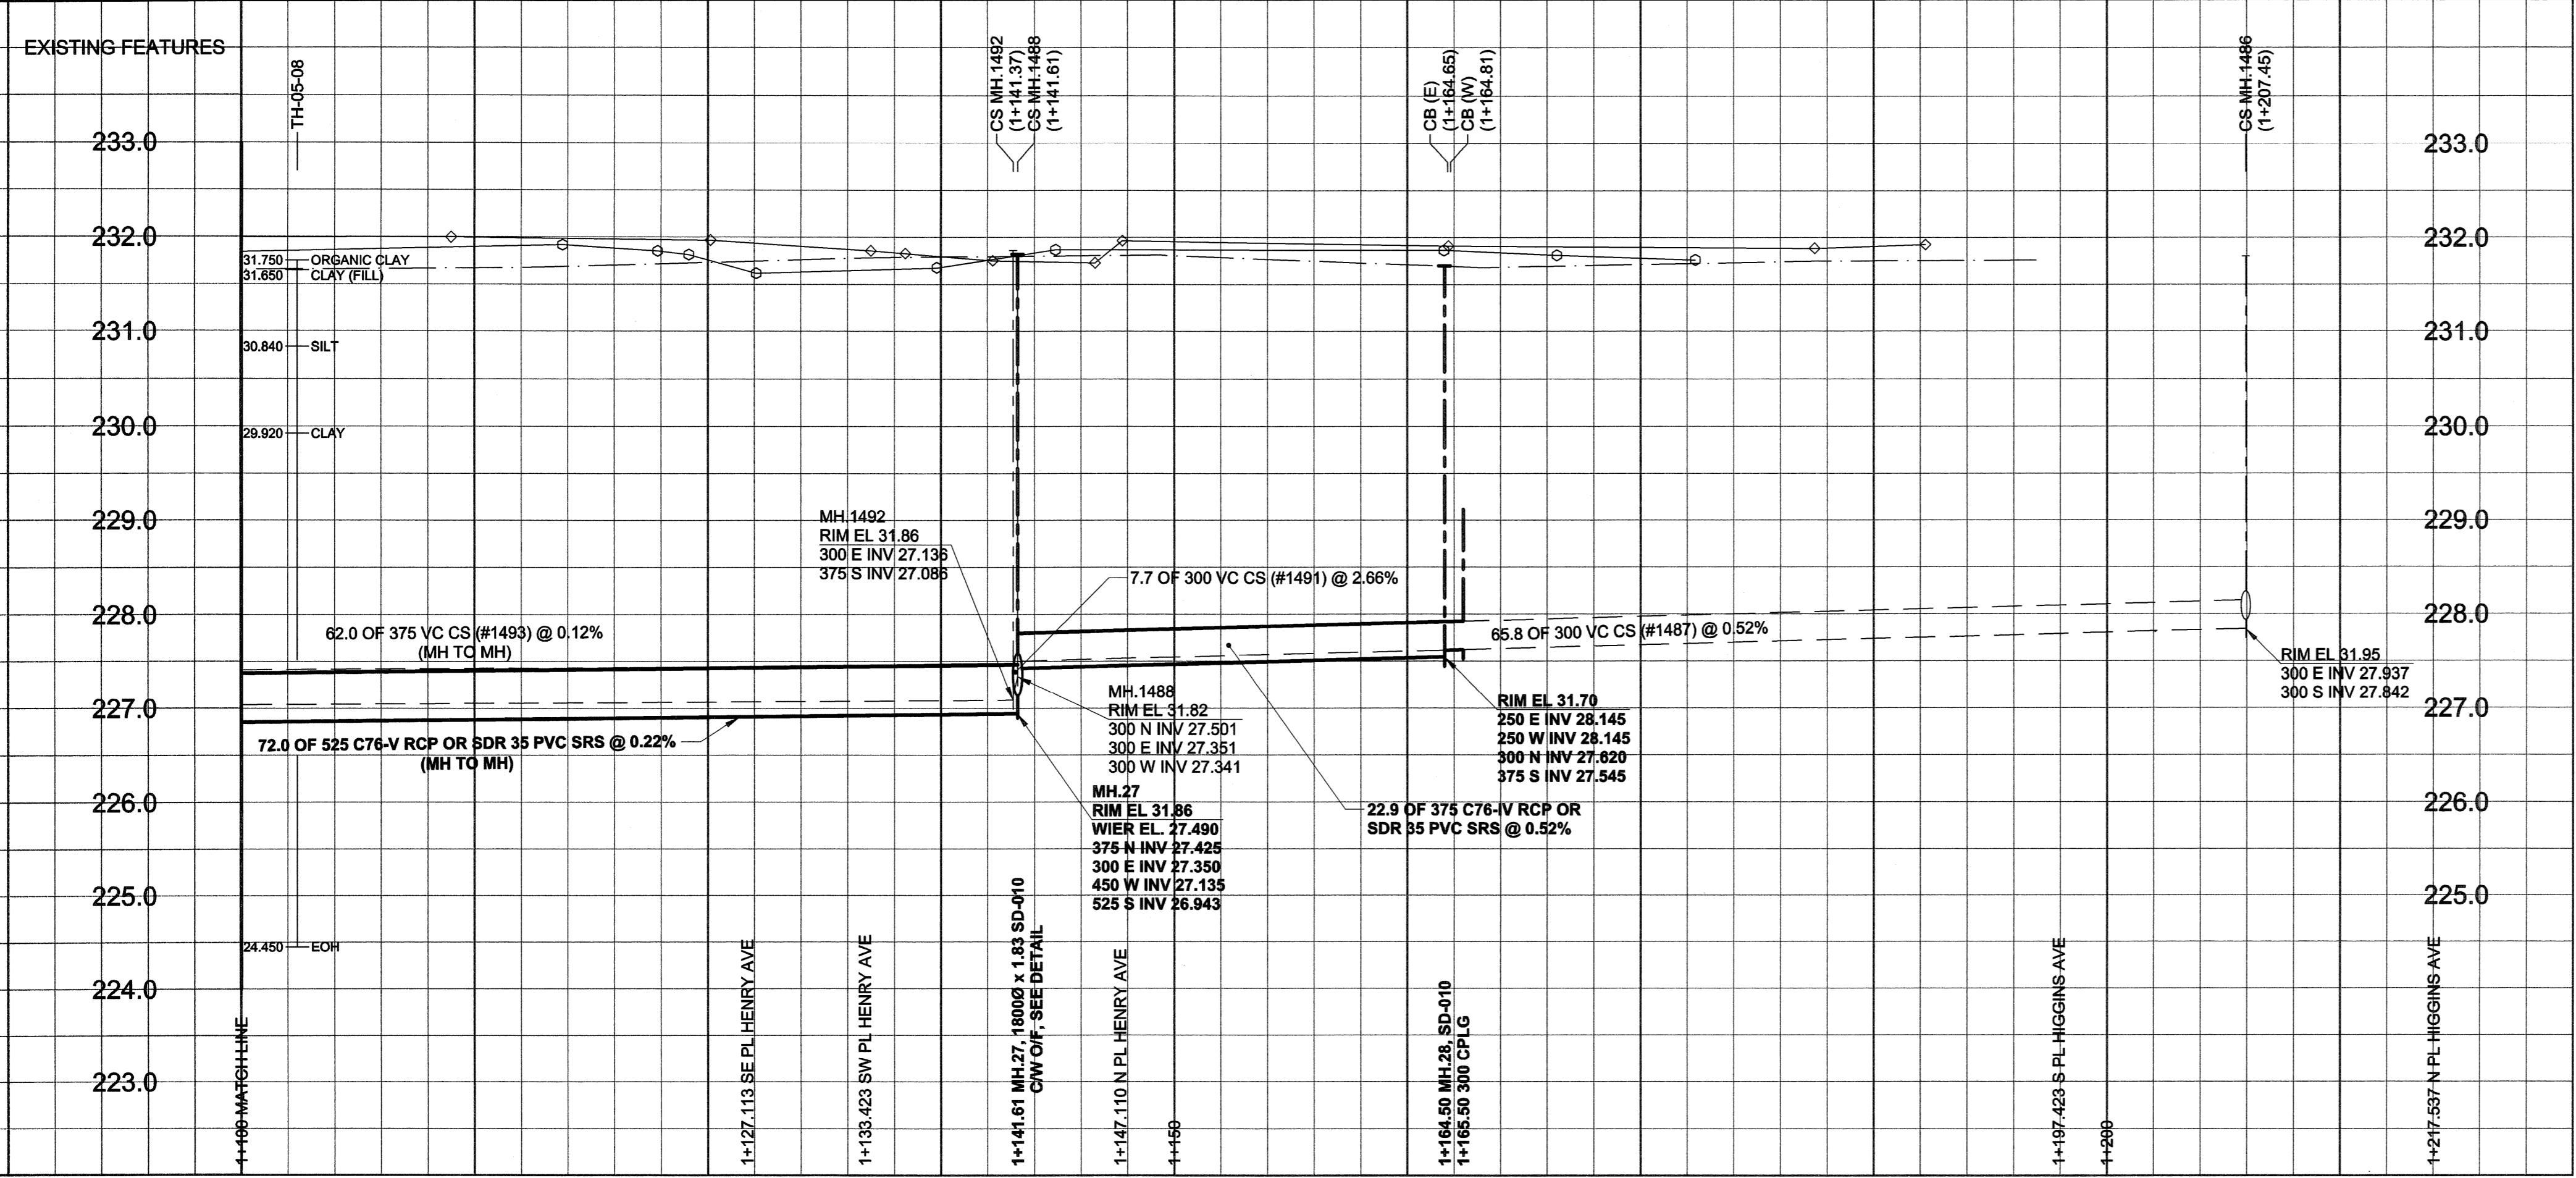 EXISTING FEATURES
TH-05-08
CS MH.1492
(1+141.37)
CS MH.1488
(1+141.61)
CB (E)
(1+164.65)
CB (W)
(1+164.81)
CS MH.1486
(1+207.45)
233.0
233.0
232.0
232.0
31.750
ORGANIC CLAY
31.650
CLAY (FILL)
231.0
231.0
30.840
SILT
230.0
230.0
29.920
CLAY
229.0
229.0
MH.1492
RIM EL 31.86
300 E INV 27.136
375 S INV 27.086
7.7 OF 300 VC CS (#1491) @ 2.66%
228.0
228.0
62.0 OF 375 VC CS (#1493) @ 0.12%
(MH TO MH)
65.8 OF 300 VC CS (#1487) @ 0.52%
RIM EL 31.95
300 E INV 27.937
300 S INV 27.842
227.0
227.0
MH.1488
RIM EL 31.82
300 N INV 27.501
300 E INV 27.351
300 W INV 27.341
RIM EL 31.70
250 E INV 28.145
250 W INV 28.145
300 N INV 27.620
375 S INV 27.545
72.0 OF 525 C76-V RCP OR SDR 35 PVC SRS @ 0.22%
(MH TO MH)
MH.27
RIM EL 31.86
WIER EL. 27.490
375 N INV 27.425
300 E INV 27.350
450 W INV 27.135
525 S INV 26.943
22.9 OF 375 C76-IV RCP OR
SDR 35 PVC SRS @ 0.52%
226.0
226.0
225.0
225.0
24.450
EOH
224.0
223.0
1+100 MATCH LINE
1+127.113 SE PL HENRY AVE
1+133.423 SW PL HENRY AVE
1+141.61 MH.27, 1800Ø x 1.83 SD-010
C/W O/F, SEE DETAIL
1+147.110 N PL HENRY AVE
1+150
1+164.50 MH.28, SD-010
1+165.50 300 CPLG
1+197.423 S PL HIGGINS AVE
1+200
1+217.537 N PL HIGGINS AVE